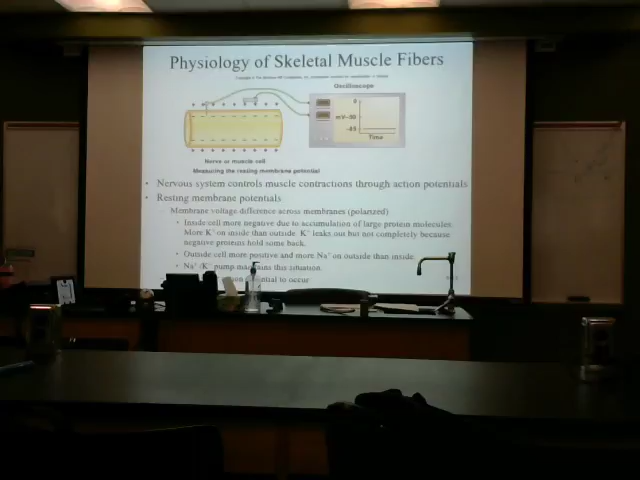 Physiology of Skeletal Muscle Fibers
Oscilloscope
0
mV-50
-85
Time
Nerve or muscle cell
Measuring the resting membrane potential
• Nervous system controls muscle contractions through action potentials
• Resting membrane potentials
Membrane voltage difference across membranes (polarized)
• Inside cell more negative due to accumulation of large protein molecules.
More K⁺ on inside than outside. K⁺ leaks out but not completely because
negative proteins hold some back.
• Outside cell more positive and more Na⁺ on outside than inside.
• Na⁺/K⁺ pump maintains this situation.
to occur